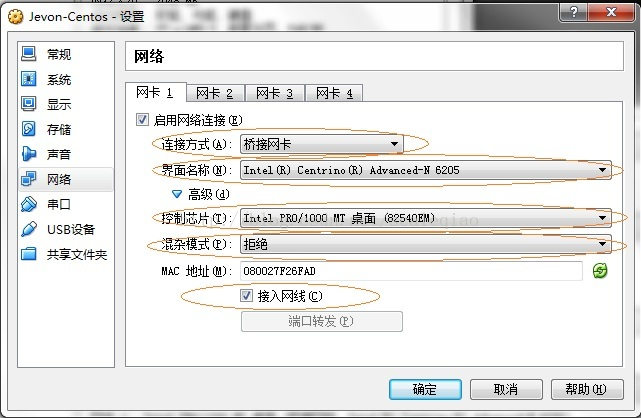 Jevon-Centos - 设置
常规
系统
显示
存储
声音
网络
串口
USB设备
共享文件夹
网络
网卡 1 网卡 2 网卡 3 网卡 4
启用网络连接(E)
连接方式(A): 桥接网卡
界面名称(N): Intel(R) Centrino(R) Advanced-N 6205
高级(d)
控制芯片(T): Intel PRO/1000 MT 桌面 (82540EM)
混杂模式(P): 拒绝
MAC 地址(M): 080027F26FAD
接入网线(C)
端口转发(P)
确定 取消 帮助(H)